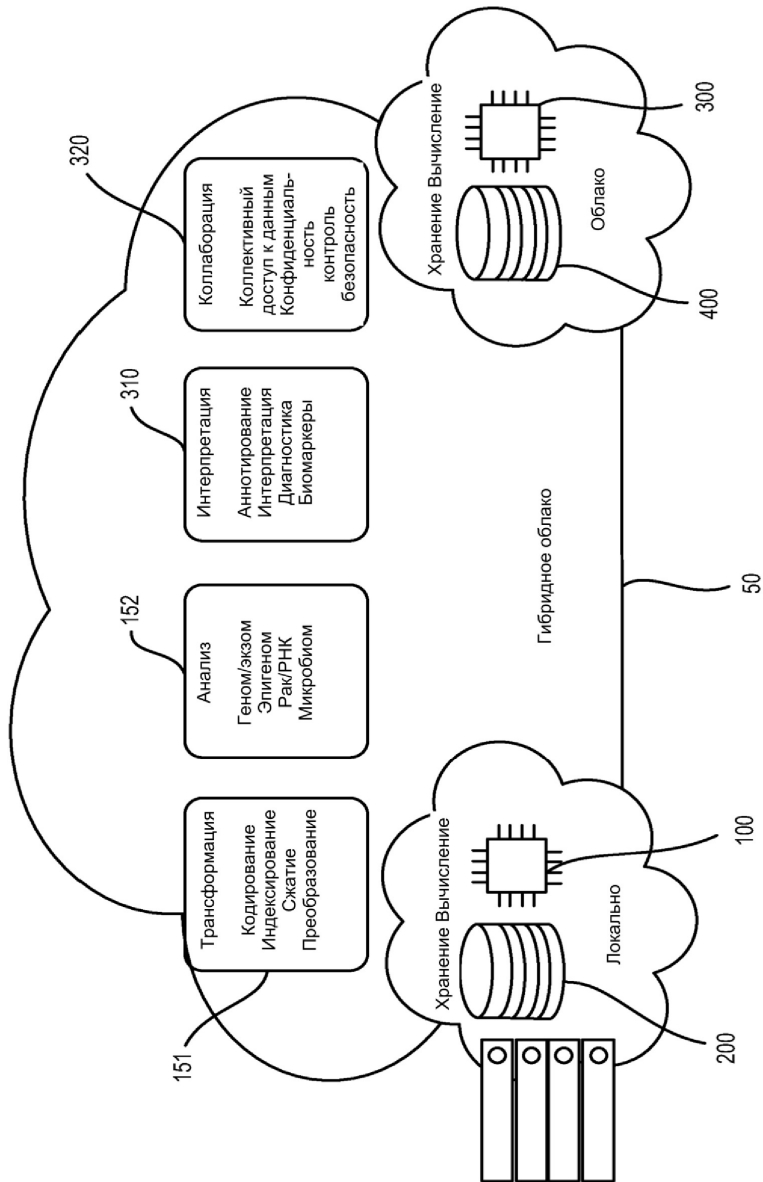 151
Трансформация
Кодирование
Индексирование
Сжатие
Преобразование
152
Анализ
Геном/экзом
Эпигеном
Рак/РНК
Микробиом
310
Интерпретация
Аннотирование
Интерпретация
Диагностика
Биомаркеры
320
Коллаборация
Коллективный
доступ к данным
Конфиденциаль-
ность
контроль
безопасность
Хранение Вычисление
Локально
200
100
Гибридное облако
50
Хранение Вычисление
Облако
400
300